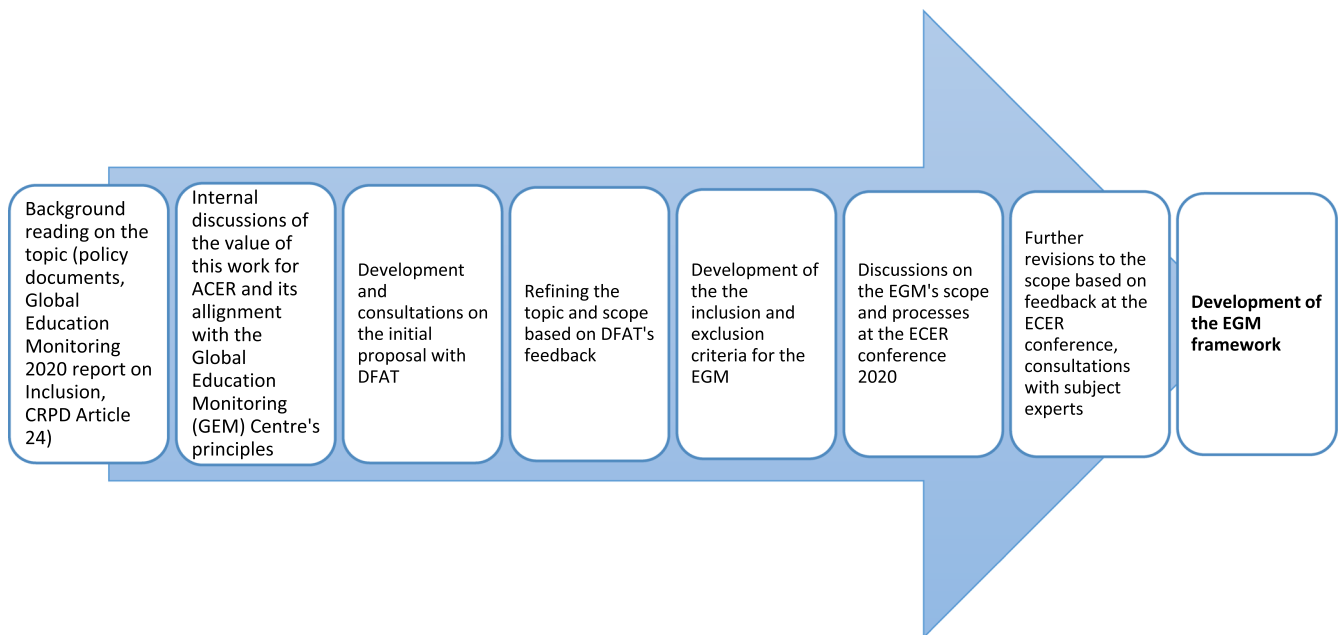 Background
reading on the
topic (policy
documents,
Global
Education
Monitoring
2020 report on
Inclusion,
CRPD Article
24)
Internal
discussions of
the value of
this work for
ACER and its
allignment
with the
Global
Education
Monitoring
(GEM) Centre's
principles
Development
and
consultations on
the initial
proposal with
DFAT
Refining the
topic and scope
based on DFAT's
feedback
Development of
the the
inclusion and
exclusion
criteria for the
EGM
Discussions on
the EGM's scope
and processes
at the ECER
conference
2020
Further
revisions to the
scope based on
feedback at the
ECER
conference,
consultations
with subject
experts
Development of
the EGM
framework